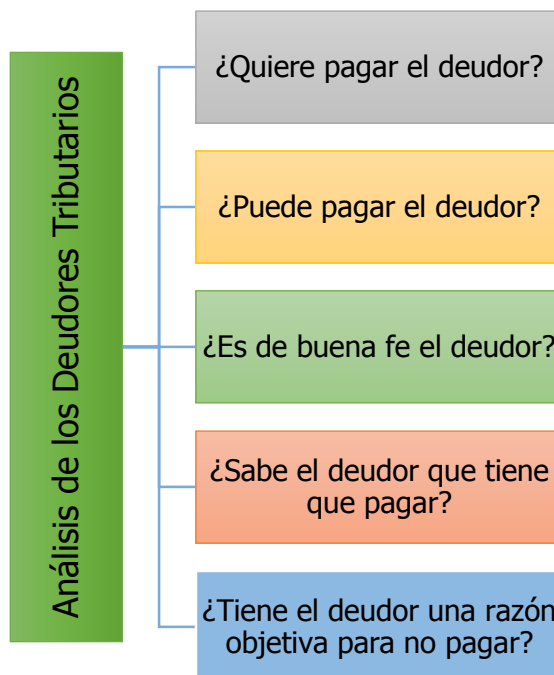 Análisis de los Deudores Tributarios
¿Quiere pagar el deudor?
¿Puede pagar el deudor?
¿Es de buena fe el deudor?
¿Sabe el deudor que tiene
que pagar?
¿Tiene el deudor una razón
objetiva para no pagar?